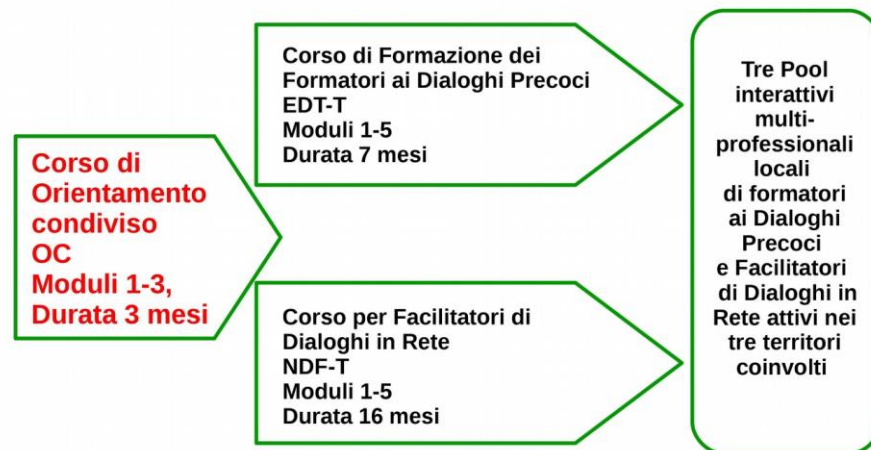 Corso di
Orientamento
condiviso
OC
Moduli 1-3,
Durata 3 mesi
Corso di Formazione dei
Formatori ai Dialoghi Precoci
EDT-T
Moduli 1-5
Durata 7 mesi
Corso per Facilitatori di
Dialoghi in Rete
NDF-T
Moduli 1-5
Durata 16 mesi
Tre Pool
interattivi
multi-
professionali
locali
di formatori
ai Dialoghi
Precoci
e Facilitatori
di Dialoghi in
Rete attivi nei
tre territori
coinvolti